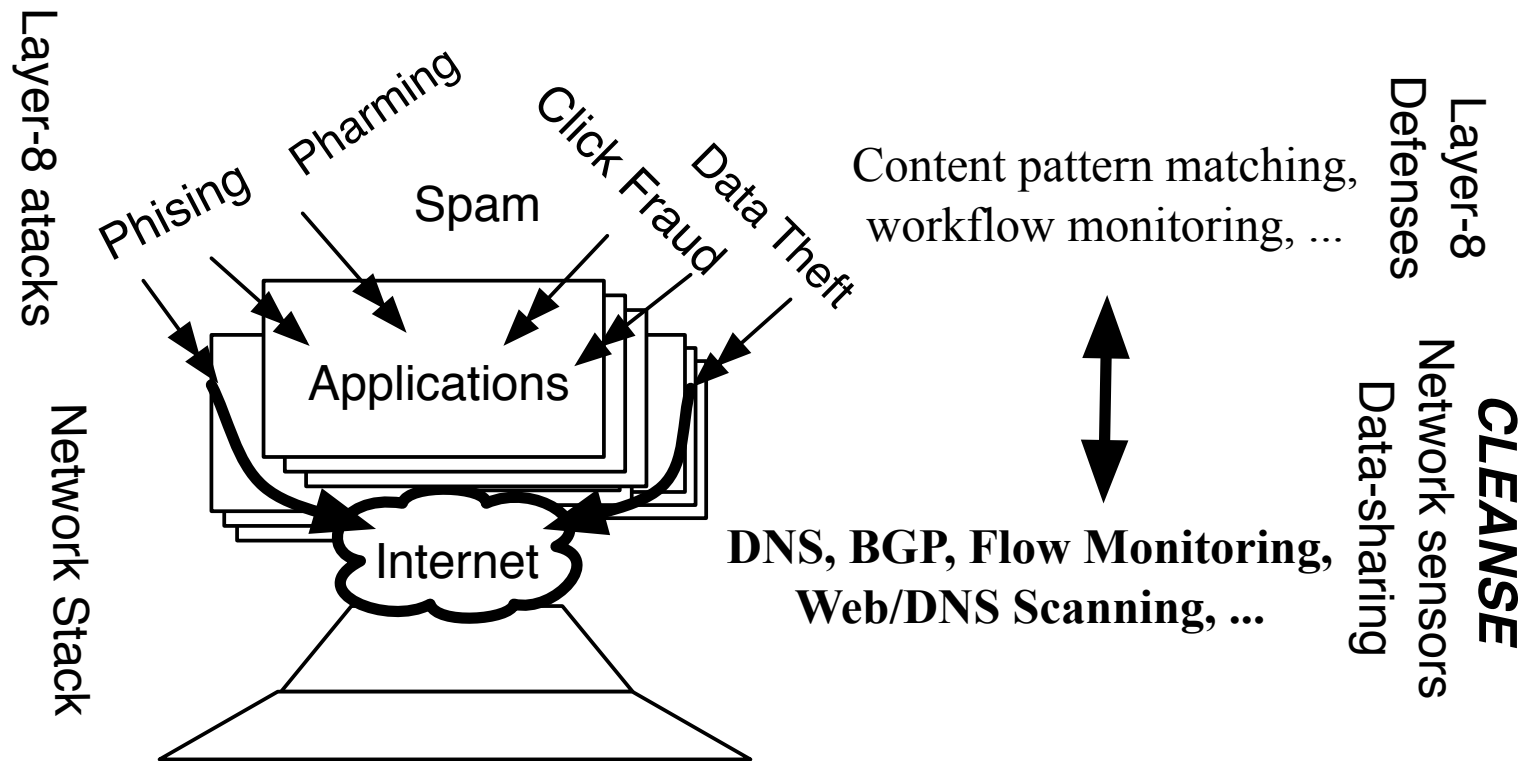 Layer-8 atacks
Phising
Pharming
Spam
Click Fraud
Data Theft
Applications
Internet
Network Stack
Content pattern matching,
workflow monitoring, ...
Layer-8
Defenses
DNS, BGP, Flow Monitoring,
Web/DNS Scanning, ...
CLEANSE
Network sensors
Data-sharing